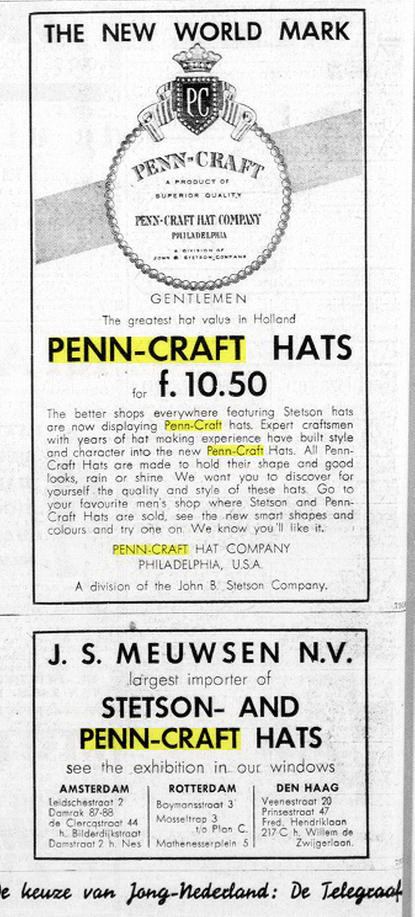 THE NEW WORLD MARK
PC
PENN-CRAFT
A PRODUCT OF
SUPERIOR QUALITY
PENN-CRAFT HAT COMPANY
PHILADELPHIA
A DIVISION OF
JOHN B. STETSON COMPANY
GENTLEMEN
The greatest hat value in Holland
PENN-CRAFT HATS
for f. 10.50
The better shops everywhere featuring Stetson hats
are now displaying Penn-Craft hats. Expert craftsmen
with years of hat making experience have built style
and character into the new Penn-Craft Hats. All Penn-
Craft Hats are made to hold their shape and good
looks, rain or shine. We want you to discover for
yourself the quality and style of these hats. Go to
your favourite men's shop where Stetson and Penn-
Craft Hats are sold, see the new smart shapes and
colours and try one on. We know you'll like it.
PENN-CRAFT HAT COMPANY
PHILADELPHIA, U.S.A.
A division of the John B. Stetson Company.
J. S. MEUWSEN N.V.
largest importer of
STETSON- AND
PENN-CRAFT HATS
see the exhibition in our windows
AMSTERDAM
Leidschestraat 2
Damrak 87-88
de Clercqstraat 44
h. Bilderdijkstraat
Damstraat 2 h. Nes
ROTTERDAM
Boymansstraat 3
Mosseltrap 3
t/o Plan C.
Mathenesserplein 5
DEN HAAG
Veenestraat 20
Prinsestraat 47
Fred. Hendriklaan
217 C h. Willem de
Zwijgerlaan.
De keuze van Jong-Nederland: De Telegraaf